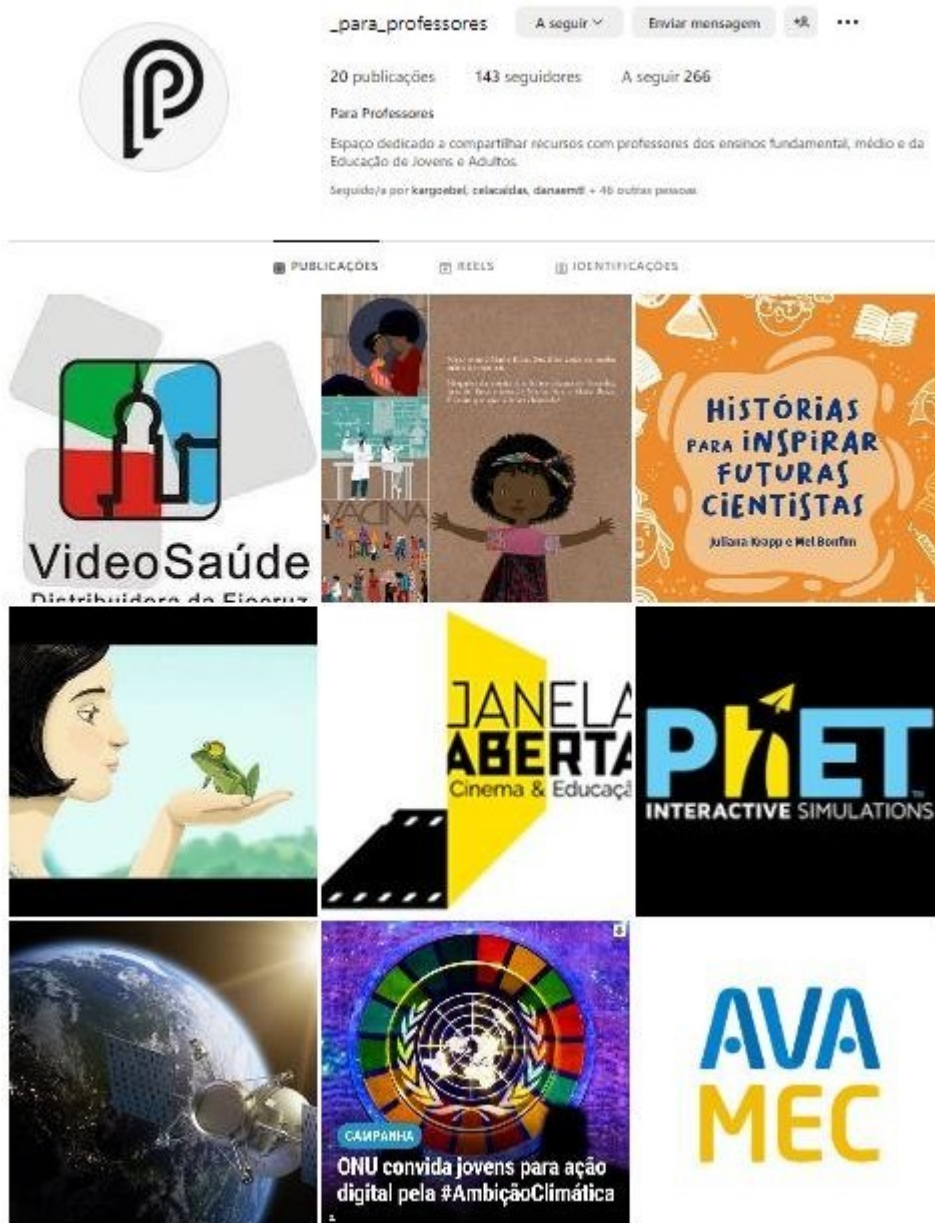 _para_professores A seguir Enviar mensagem
20 publicações 143 seguidores A seguir 266
Para Professores
Espaço dedicado a compartilhar recursos com professores dos ensinos fundamental, médio e da
Educação de Jovens e Adultos.
Seguido/a por kargoebel, celacaldas, danaemtl + 46 outras pessoas
PUBLICAÇÕES REELS IDENTIFICAÇÕES
VideoSaúde
Distribuidora da Fiocruz
VACINA
HISTÓRIAS
PARA INSPIRAR
FUTURAS
CIENTISTAS
Juliana Krapp e Mel Bonfim
JANELA
ABERTA
Cinema & Educaçã
PhET
INTERACTIVE SIMULATIONS
CAMPANHA
ONU convida jovens para ação
digital pela #AmbiçãoClimática
AVA
MEC